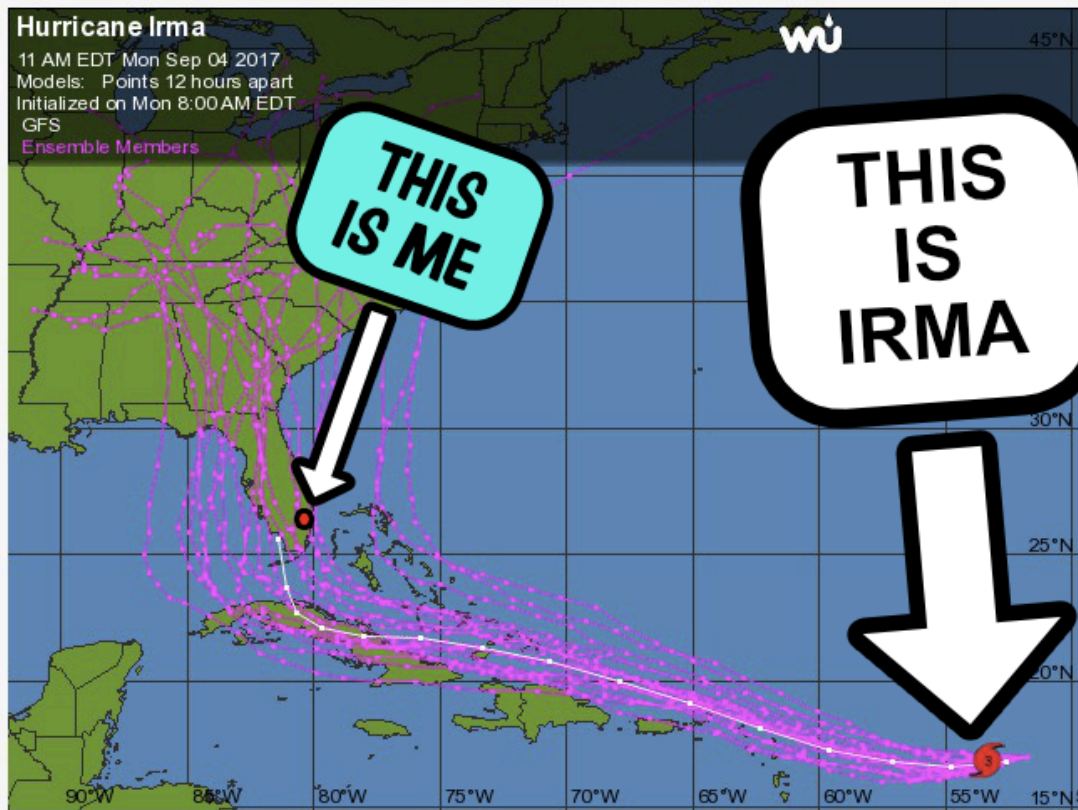 Hurricane Irma
11 AM EDT Mon Sep 04 2017
Models: Points 12 hours apart
Initialized on Mon 8:00 AM EDT
GFS
Ensemble Members
wu
THIS
IS ME
THIS
IS
IRMA
45°N
30°N
25°N
20°N
3
90°W
85°W
80°W
75°W
70°W
65°W
60°W
55°W
15°N